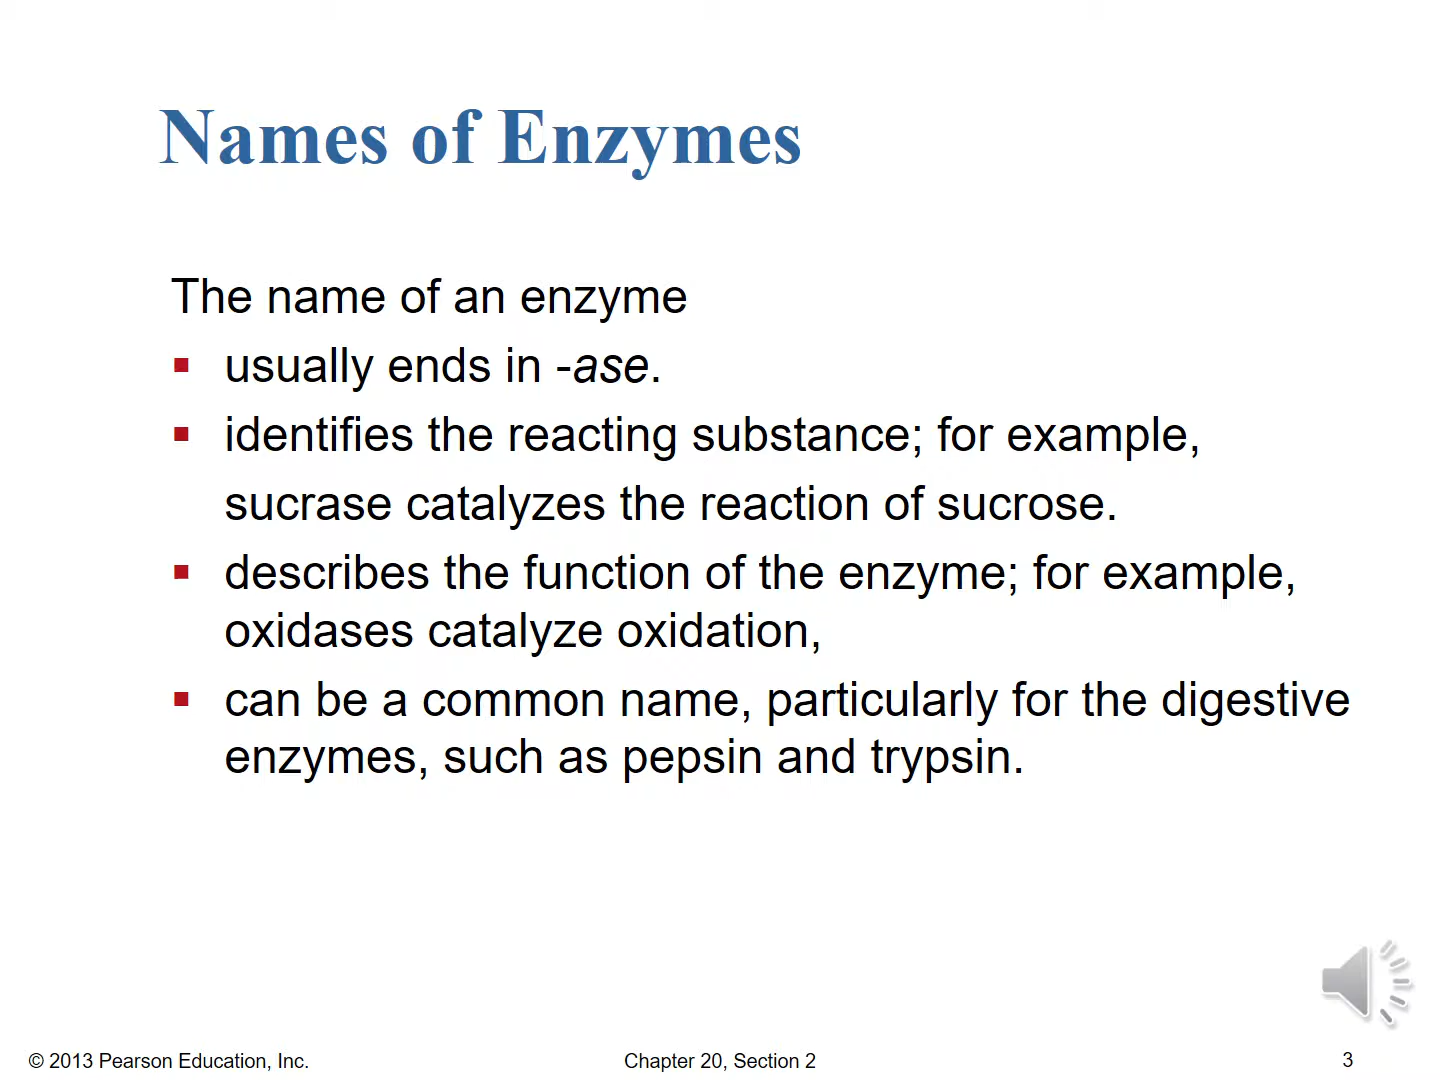 Names of Enzymes
The name of an enzyme
▪ usually ends in -ase.
▪ identifies the reacting substance; for example,
sucrase catalyzes the reaction of sucrose.
▪ describes the function of the enzyme; for example,
oxidases catalyze oxidation,
▪ can be a common name, particularly for the digestive
enzymes, such as pepsin and trypsin.
© 2013 Pearson Education, Inc.
Chapter 20, Section 2
3